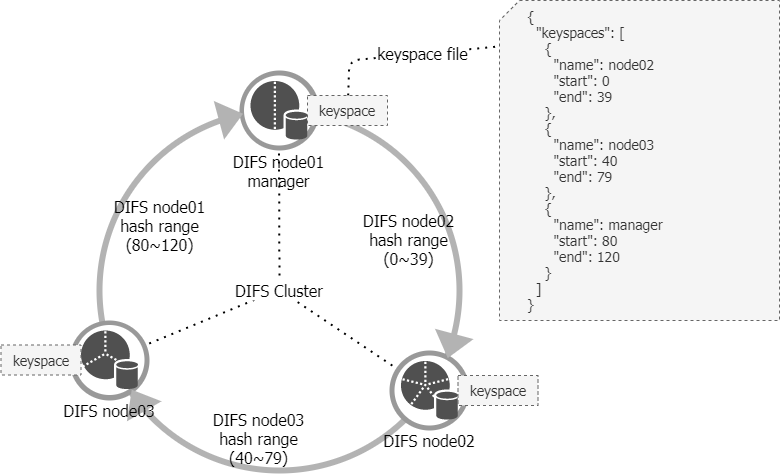 {
"keyspaces": [
{
"name": node02
"start": 0
"end": 39
},
{
"name": node03
"start": 40
"end": 79
},
{
"name": manager
"start": 80
"end": 120
}
]
}
keyspace file
keyspace
DIFS node01
manager
DIFS node01
hash range
(80~120)
DIFS node02
hash range
(0~39)
DIFS Cluster
keyspace
DIFS node03
keyspace
DIFS node02
DIFS node03
hash range
(40~79)